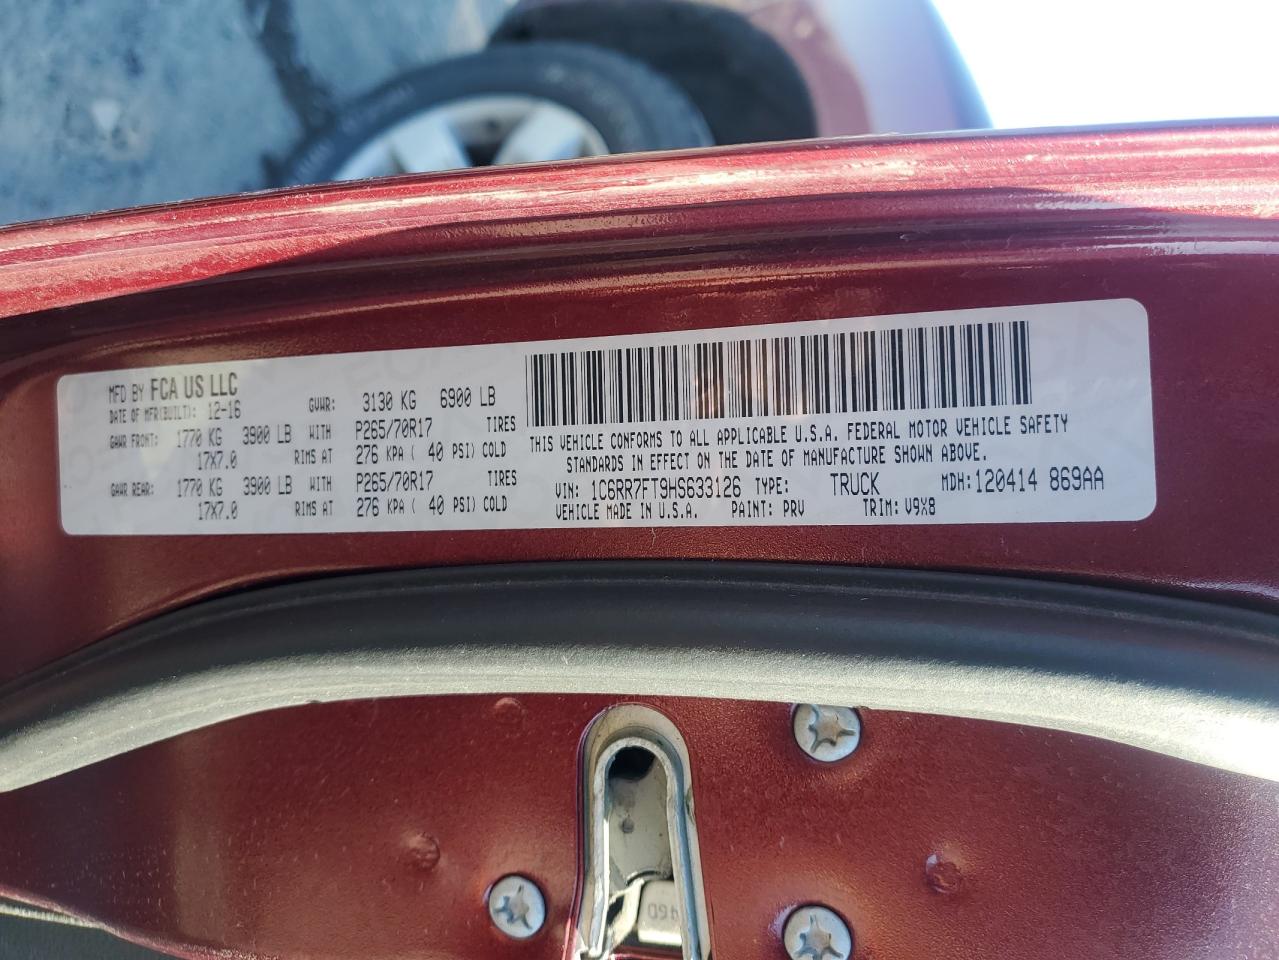 MFD BY FCA US LLC
DATE OF MFR(BUILT): 12-16 GVWR: 3130 KG 6900 LB
GAWR FRONT: 1770 KG 3900 LB WITH P265/70R17 TIRES
17X7.0 RIMS AT 276 KPA ( 40 PSI) COLD
GAWR REAR: 1770 KG 3900 LB WITH P265/70R17 TIRES
17X7.0 RIMS AT 276 KPA ( 40 PSI) COLD
THIS VEHICLE CONFORMS TO ALL APPLICABLE U.S.A. FEDERAL MOTOR VEHICLE SAFETY
STANDARDS IN EFFECT ON THE DATE OF MANUFACTURE SHOWN ABOVE.
VIN: 1C6RR7FT9HS633126 TYPE: TRUCK MDH: 120414 869AA
VEHICLE MADE IN U.S.A. PAINT: PRV TRIM: V9X8
460